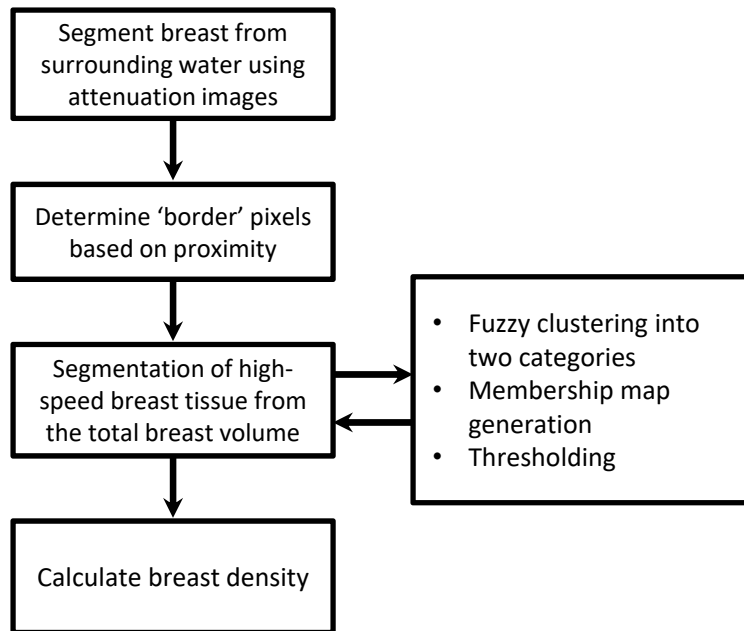 Segment breast from
surrounding water using
attenuation images
Determine ‘border’ pixels
based on proximity
Segmentation of high-
speed breast tissue from
the total breast volume
• Fuzzy clustering into
two categories
• Membership map
generation
• Thresholding
Calculate breast density